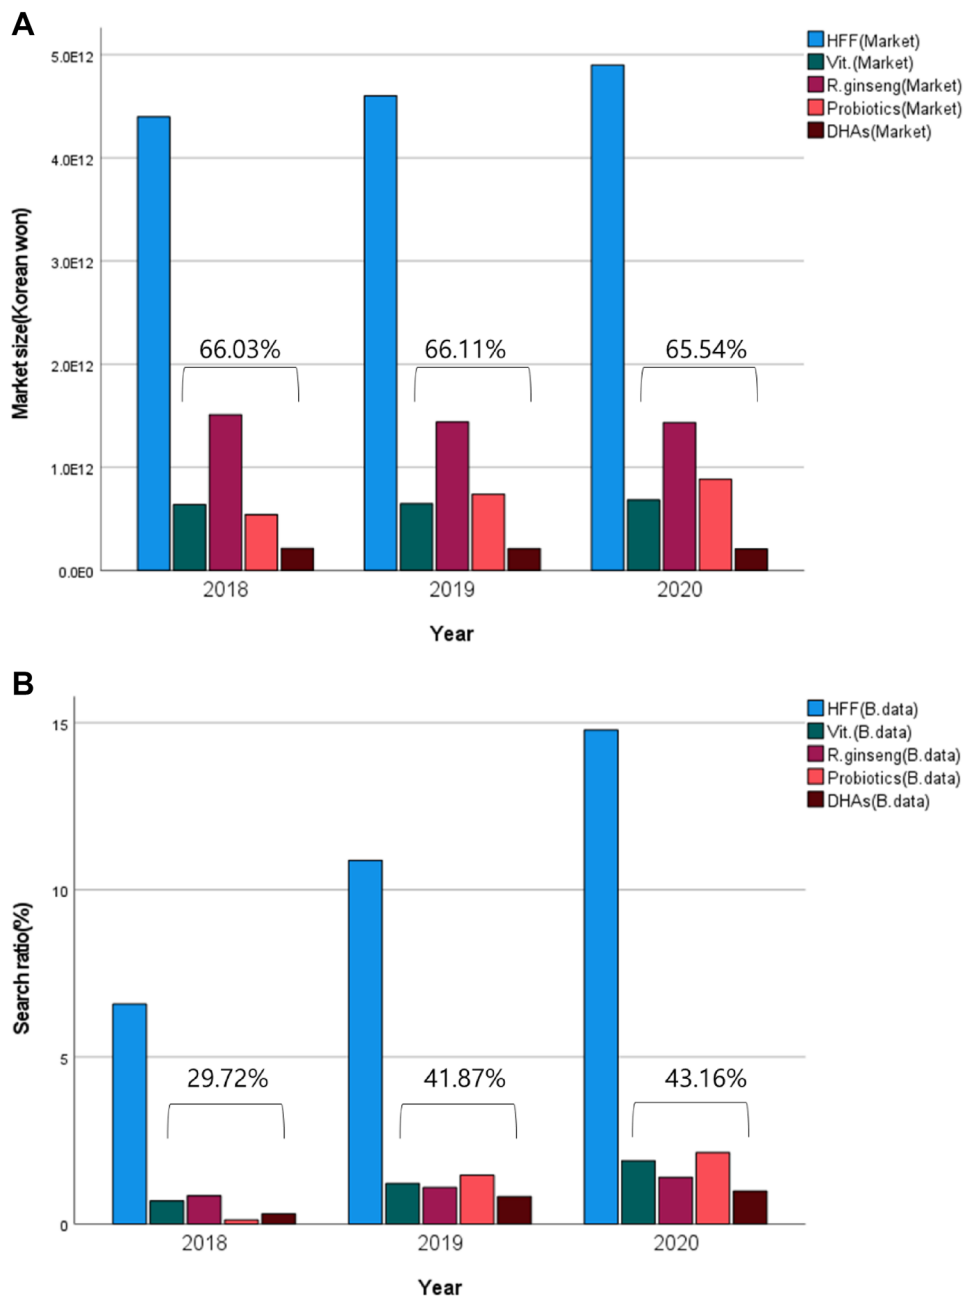 A
5.0E12
4.0E12
3.0E12
2.0E12
1.0E12
0.0E0
Market size(Korean won)
HFF(Market)
Vit.(Market)
R.ginseng(Market)
Probiotics(Market)
DHAs(Market)
66.03%
66.11%
65.54%
2018
2019
2020
Year
B
15
10
5
0
Search ratio(%)
HFF(B.data)
Vit.(B.data)
R.ginseng(B.data)
Probiotics(B.data)
DHAs(B.data)
29.72%
41.87%
43.16%
2018
2019
2020
Year